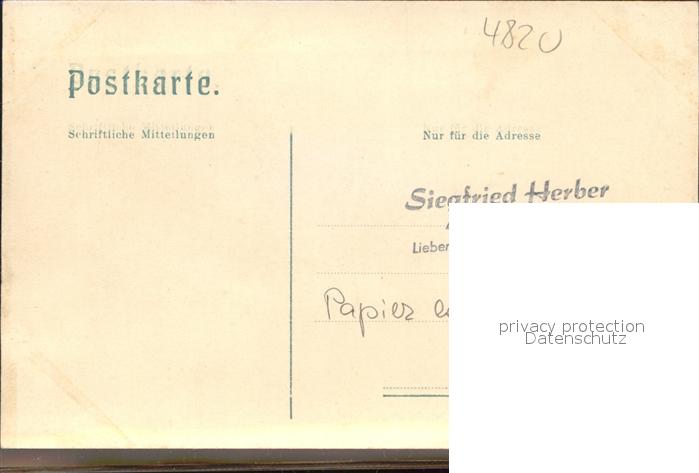 4820
Postkarte.
Schriftliche Mitteilungen
Nur für die Adresse
Siegfried Herber
Papier
privacy protection
Datenschutz